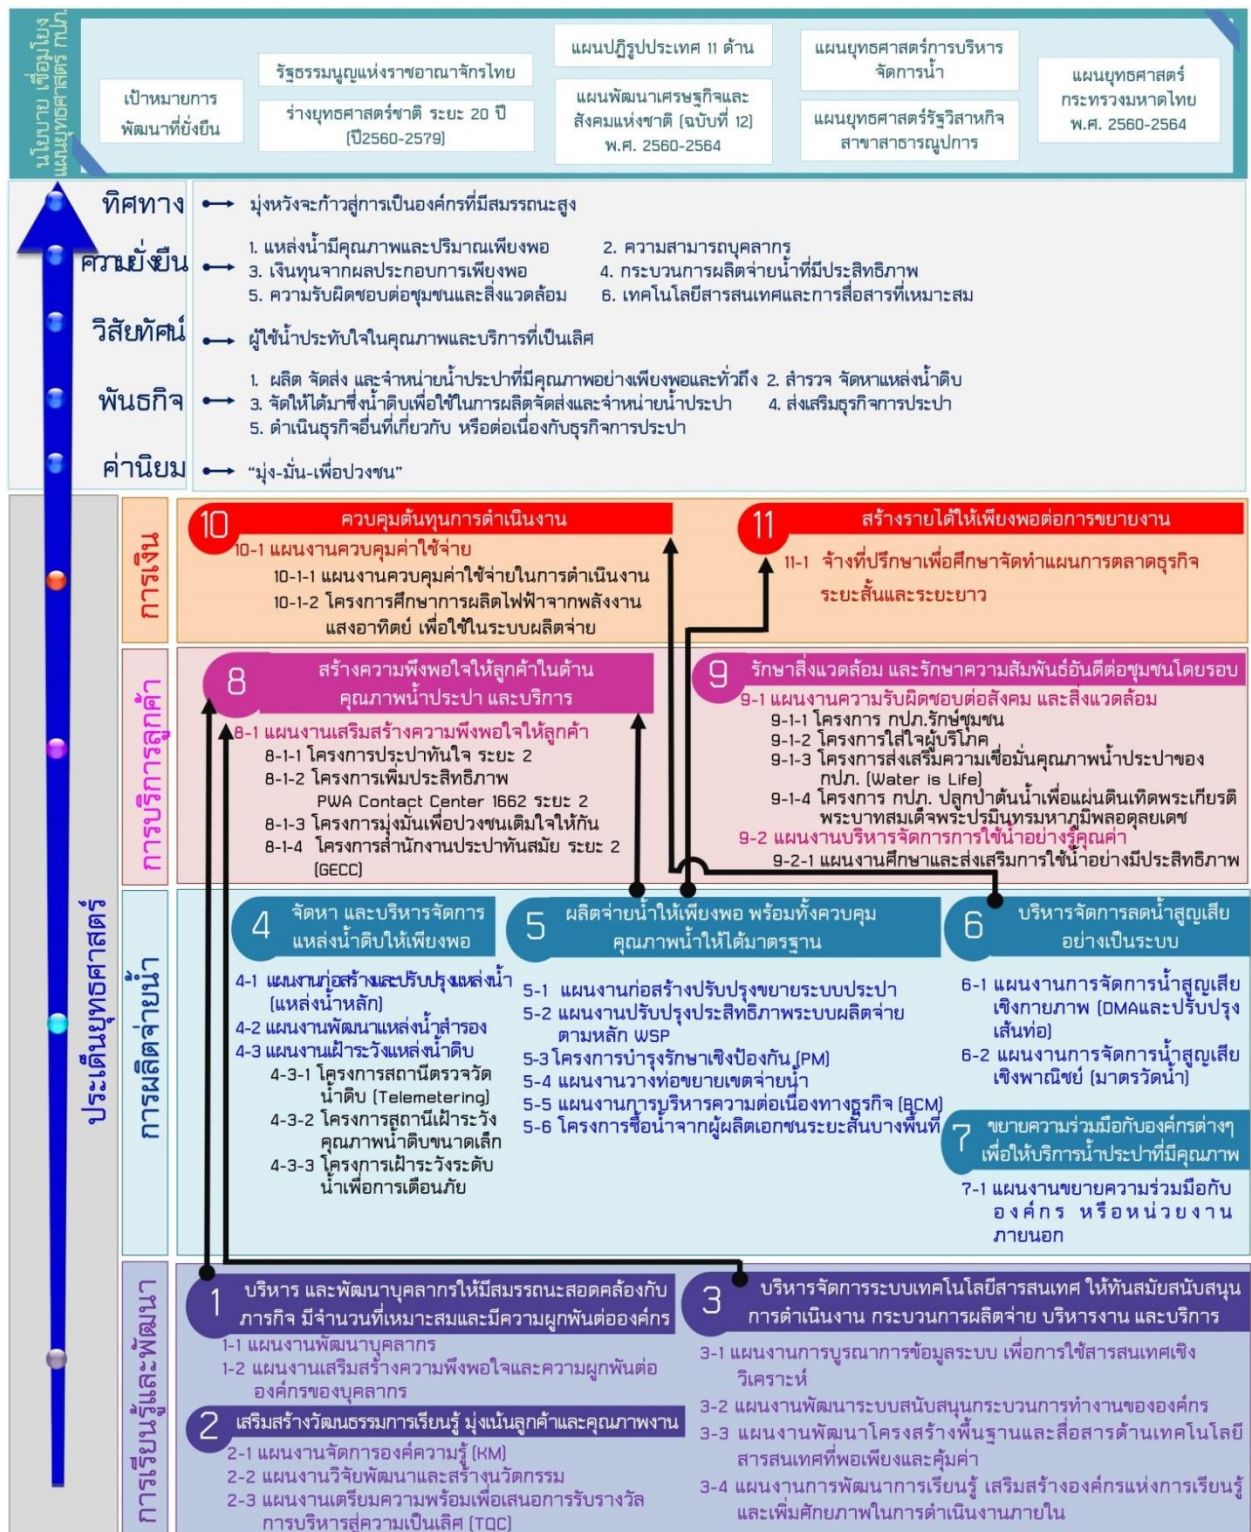 นโยบาย เชื่อมโยง
แผนยุทธศาสตร์ กปภ.
เป้าหมายการ
พัฒนาที่ยั่งยืน
รัฐธรรมนูญแห่งราชอาณาจักรไทย
ร่างยุทธศาสตร์ชาติ ระยะ 20 ปี
(ปี2560-2579)
แผนปฏิรูปประเทศ 11 ด้าน
แผนพัฒนาเศรษฐกิจและ
สังคมแห่งชาติ (ฉบับที่ 12)
พ.ศ. 2560-2564
แผนยุทธศาสตร์การบริหาร
จัดการน้ำ
แผนยุทธศาสตร์รัฐวิสาหกิจ
สาขาสาธารณูปการ
แผนยุทธศาสตร์
กระทรวงมหาดไทย
พ.ศ. 2560-2564
ทิศทาง
มุ่งหวังจะก้าวสู่การเป็นองค์กรที่มีสมรรถนะสูง
ความยั่งยืน
1. แหล่งน้ำมีคุณภาพและปริมาณเพียงพอ 2. ความสามารถบุคลากร
3. เงินทุนจากผลประกอบการเพียงพอ 4. กระบวนการผลิตจ่ายน้ำที่มีประสิทธิภาพ
5. ความรับผิดชอบต่อชุมชนและสิ่งแวดล้อม 6. เทคโนโลยีสารสนเทศและการสื่อสารที่เหมาะสม
วิสัยทัศน์
ผู้ใช้น้ำประทับใจในคุณภาพและบริการที่เป็นเลิศ
พันธกิจ
1. ผลิต จัดส่ง และจำหน่ายน้ำประปาที่มีคุณภาพอย่างเพียงพอและทั่วถึง 2. สำรวจ จัดหาแหล่งน้ำดิบ
3. จัดให้ได้มาซึ่งน้ำดิบเพื่อใช้ในการผลิตจัดส่งและจำหน่ายน้ำประปา 4. ส่งเสริมธุรกิจการประปา
5. ดำเนินธุรกิจอื่นที่เกี่ยวกับ หรือต่อเนื่องกับธุรกิจการประปา
ค่านิยม
“มุ่ง-มั่น-เพื่อปวงชน”
ประเด็นยุทธศาสตร์
การเงิน
10 ควบคุมต้นทุนการดำเนินงาน
10-1 แผนงานควบคุมค่าใช้จ่าย
10-1-1 แผนงานควบคุมค่าใช้จ่ายในการดำเนินงาน
10-1-2 โครงการศึกษาการผลิตไฟฟ้าจากพลังงาน
แสงอาทิตย์ เพื่อใช้ในระบบผลิตจ่าย
11 สร้างรายได้ให้เพียงพอต่อการขยายงาน
11-1 จ้างที่ปรึกษาเพื่อศึกษาจัดทำแผนการตลาดธุรกิจ
ระยะสั้นและระยะยาว
การบริการลูกค้า
8 สร้างความพึงพอใจให้ลูกค้าในด้าน
คุณภาพน้ำประปา และบริการ
8-1 แผนงานเสริมสร้างความพึงพอใจให้ลูกค้า
8-1-1 โครงการประปาทันใจ ระยะ 2
8-1-2 โครงการเพิ่มประสิทธิภาพ
PWA Contact Center 1662 ระยะ 2
8-1-3 โครงการมุ่งมั่นเพื่อปวงชนเติมใจให้กัน
8-1-4 โครงการสำนักงานประปาทันสมัย ระยะ 2
(GECC)
9 รักษาสิ่งแวดล้อม และรักษาความสัมพันธ์อันดีต่อชุมชนโดยรอบ
9-1 แผนงานความรับผิดชอบต่อสังคม และสิ่งแวดล้อม
9-1-1 โครงการ กปภ.รักษ์ชุมชน
9-1-2 โครงการใส่ใจผู้บริโภค
9-1-3 โครงการส่งเสริมความเชื่อมั่นคุณภาพน้ำประปาของ
กปภ. (Water is Life)
9-1-4 โครงการ กปภ. ปลูกป่าต้นน้ำเพื่อแผ่นดินเทิดพระเกียรติ
พระบาทสมเด็จพระปรมินทรมหาภูมิพลอดุลยเดช
9-2 แผนงานบริหารจัดการการใช้น้ำอย่างรู้คุณค่า
9-2-1 แผนงานศึกษาและส่งเสริมการใช้น้ำอย่างมีประสิทธิภาพ
การผลิตจ่ายน้ำ
4 จัดหา และบริหารจัดการ
แหล่งน้ำดิบให้เพียงพอ
4-1 แผนงานก่อสร้างและปรับปรุงแหล่งน้ำ
(แหล่งน้ำหลัก)
4-2 แผนงานพัฒนาแหล่งน้ำสำรอง
4-3 แผนงานเฝ้าระวังแหล่งน้ำดิบ
4-3-1 โครงการสถานีตรวจวัด
น้ำดิบ (Telemetering)
4-3-2 โครงการสถานีเฝ้าระวัง
คุณภาพน้ำดิบขนาดเล็ก
4-3-3 โครงการเฝ้าระวังระดับ
น้ำเพื่อการเตือนภัย
5 ผลิตจ่ายน้ำให้เพียงพอ พร้อมทั้งควบคุม
คุณภาพน้ำให้ได้มาตรฐาน
5-1 แผนงานก่อสร้างปรับปรุงขยายระบบประปา
5-2 แผนงานปรับปรุงประสิทธิภาพระบบผลิตจ่าย
ตามหลัก WSP
5-3 โครงการบำรุงรักษาเชิงป้องกัน (PM)
5-4 แผนงานวางท่อขยายเขตจ่ายน้ำ
5-5 แผนงานการบริหารความต่อเนื่องทางธุรกิจ (BCM)
5-6 โครงการซื้อน้ำจากผู้ผลิตเอกชนระยะสั้นบางพื้นที่
6 บริหารจัดการลดน้ำสูญเสีย
อย่างเป็นระบบ
6-1 แผนงานการจัดการน้ำสูญเสีย
เชิงกายภาพ (DMAและปรับปรุง
เส้นท่อ)
6-2 แผนงานการจัดการน้ำสูญเสีย
เชิงพาณิชย์ (มาตรวัดน้ำ)
7 ขยายความร่วมมือกับองค์กรต่างๆ
เพื่อให้บริการน้ำประปาที่มีคุณภาพ
7-1 แผนงานขยายความร่วมมือกับ
องค์กร หรือหน่วยงาน
ภายนอก
การเรียนรู้และพัฒนา
1 บริหาร และพัฒนาบุคลากรให้มีสมรรถนะสอดคล้องกับ
ภารกิจ มีจำนวนที่เหมาะสมและมีความผูกพันต่อองค์กร
1-1 แผนงานพัฒนาบุคลากร
1-2 แผนงานเสริมสร้างความพึงพอใจและความผูกพันต่อ
องค์กรของบุคลากร
2 เสริมสร้างวัฒนธรรมการเรียนรู้ มุ่งเน้นลูกค้าและคุณภาพงาน
2-1 แผนงานจัดการองค์ความรู้ (KM)
2-2 แผนงานวิจัยพัฒนาและสร้างนวัตกรรม
2-3 แผนงานเตรียมความพร้อมเพื่อเสนอการรับรางวัล
การบริหารสู่ความเป็นเลิศ (TQC)
3 บริหารจัดการระบบเทคโนโลยีสารสนเทศ ให้ทันสมัยสนับสนุน
การดำเนินงาน กระบวนการผลิตจ่าย บริหารงาน และบริการ
3-1 แผนงานการบูรณาการข้อมูลระบบ เพื่อการใช้สารสนเทศเชิง
วิเคราะห์
3-2 แผนงานพัฒนาระบบสนับสนุนกระบวนการทำงานขององค์กร
3-3 แผนงานพัฒนาโครงสร้างพื้นฐานและสื่อสารด้านเทคโนโลยี
สารสนเทศที่พอเพียงและคุ้มค่า
3-4 แผนงานการพัฒนาการเรียนรู้ เสริมสร้างองค์กรแห่งการเรียนรู้
และเพิ่มศักยภาพในการดำเนินงานภายใน